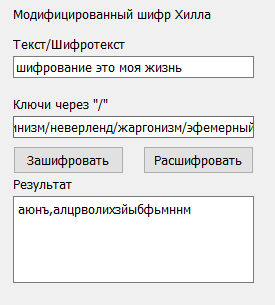 Модифицированный шифр Хилла
Текст/Шифротекст
шифрование это моя жизнь
Ключи через "/"
инизм/неверленд/жаргонизм/эфемерный
Зашифровать Расшифровать
Результат
аюнъ,алцрволихзйыбфьмннм